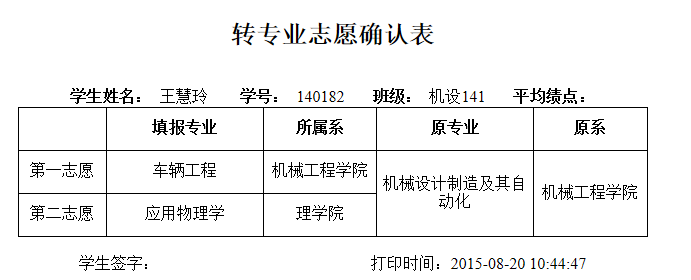 转专业志愿确认表
学生姓名： 王慧玲 学号： 140182 班级： 机设141 平均绩点：
填报专业 所属系 原专业 原系
第一志愿 车辆工程 机械工程学院 机械设计制造及其自 机械工程学院
动化
第二志愿 应用物理学 理学院
学生签字： 打印时间：2015-08-20 10:44:47